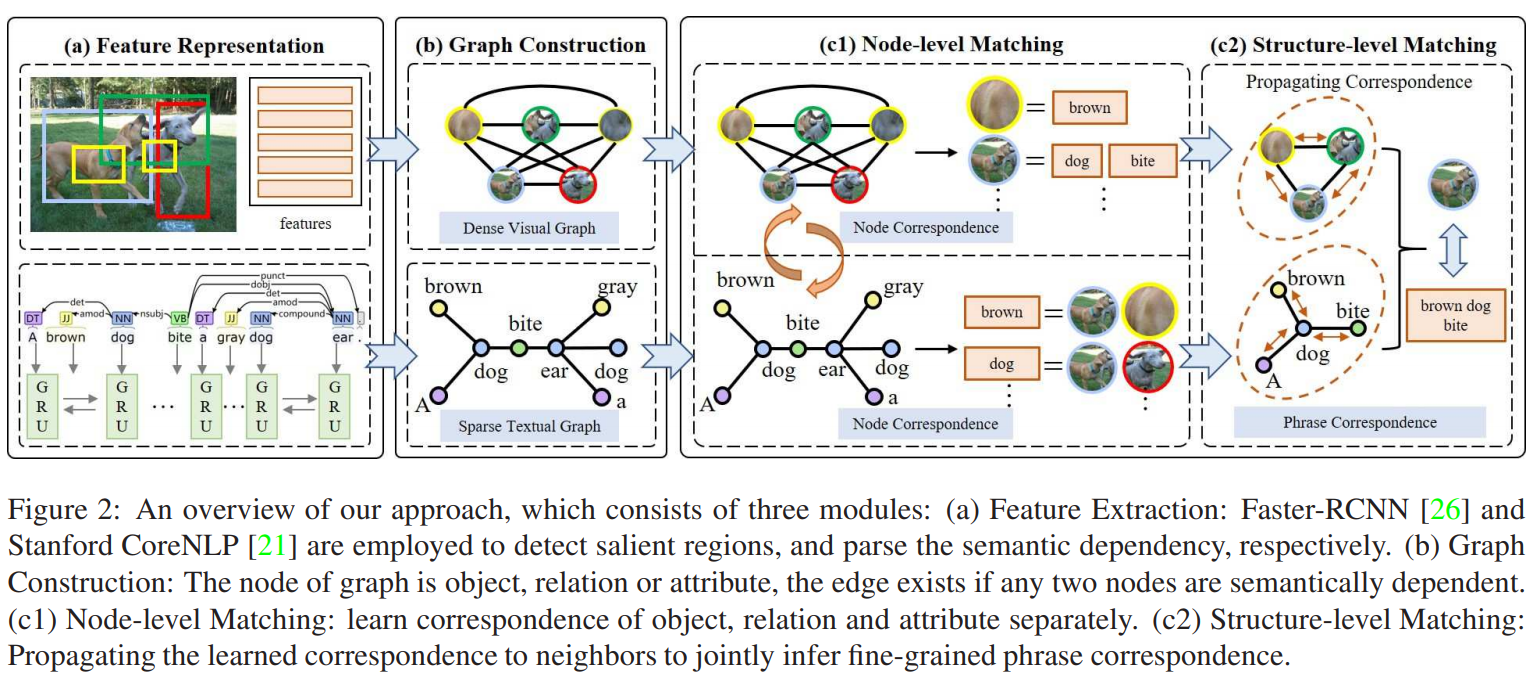 (a) Feature Representation
features
punct
dobj
det
amod
det
amod
nsubj
compound
DT JJ NN VB DT JJ NN NN .
A brown dog bite a gray dog ear .
G R U
G R U
...
G R U
...
G R U
G R U
(b) Graph Construction
Dense Visual Graph
brown
gray
bite
dog
ear
dog
A
a
Sparse Textual Graph
(c1) Node-level Matching
= brown
= dog bite
Node Correspondence
brown
gray
bite
dog
ear
dog
A
a
brown =
dog =
Node Correspondence
(c2) Structure-level Matching
Propagating Correspondence
brown
bite
dog
A
brown dog
bite
Phrase Correspondence
Figure 2: An overview of our approach, which consists of three modules: (a) Feature Extraction: Faster-RCNN [26] and
Stanford CoreNLP [21] are employed to detect salient regions, and parse the semantic dependency, respectively. (b) Graph
Construction: The node of graph is object, relation or attribute, the edge exists if any two nodes are semantically dependent.
(c1) Node-level Matching: learn correspondence of object, relation and attribute separately. (c2) Structure-level Matching:
Propagating the learned correspondence to neighbors to jointly infer fine-grained phrase correspondence.